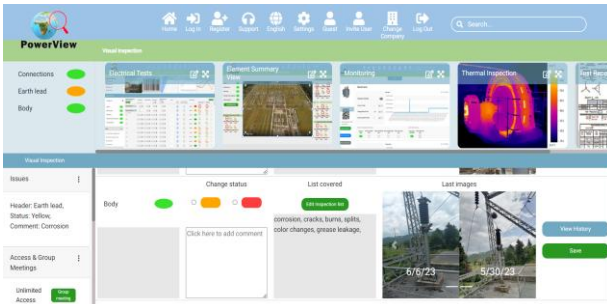 PowerView
Home
Log In
Register
Support
English
Settings
Guest
Invite User
Change Company
Log Out
Search...
Visual Inspection
Connections
Earth lead
Body
Electrical Tests
Element Summery View
Monitoring
Thermal Inspection
Visual Inspection
Issues
Header: Earth lead,
Status: Yellow,
Comment: Corrosion
Access & Group
Meetings
Unlimited
Access
Group meeting
Change status
List covered
Last images
Body
Edit inspection list
Click here to add comment
corrosion, cracks, burns, splits,
color changes, grease leakage,
6/6/23
5/30/23
View History
Save